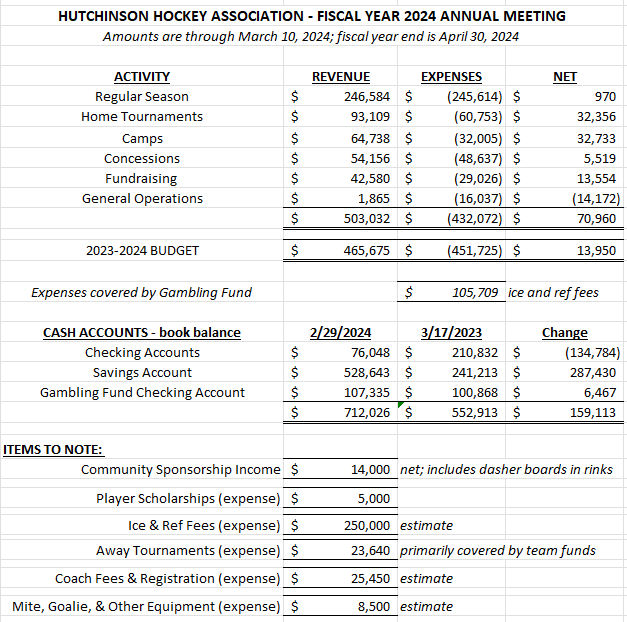 HUTCHINSON HOCKEY ASSOCIATION - FISCAL YEAR 2024 ANNUAL MEETING
Amounts are through March 10, 2024; fiscal year end is April 30, 2024
ACTIVITY REVENUE EXPENSES NET
Regular Season $ 246,584 $ (245,614) $ 970
Home Tournaments $ 93,109 $ (60,753) $ 32,356
Camps $ 64,738 $ (32,005) $ 32,733
Concessions $ 54,156 $ (48,637) $ 5,519
Fundraising $ 42,580 $ (29,026) $ 13,554
General Operations $ 1,865 $ (16,037) $ (14,172)
$ 503,032 $ (432,072) $ 70,960
2023-2024 BUDGET $ 465,675 $ (451,725) $ 13,950
Expenses covered by Gambling Fund $ 105,709 ice and ref fees
CASH ACCOUNTS - book balance 2/29/2024 3/17/2023 Change
Checking Accounts $ 76,048 $ 210,832 $ (134,784)
Savings Account $ 528,643 $ 241,213 $ 287,430
Gambling Fund Checking Account $ 107,335 $ 100,868 $ 6,467
$ 712,026 $ 552,913 $ 159,113
ITEMS TO NOTE:
Community Sponsorship Income $ 14,000 net; includes dasher boards in rinks
Player Scholarships (expense) $ 5,000
Ice & Ref Fees (expense) $ 250,000 estimate
Away Tournaments (expense) $ 23,640 primarily covered by team funds
Coach Fees & Registration (expense) $ 25,450 estimate
Mite, Goalie, & Other Equipment (expense) $ 8,500 estimate